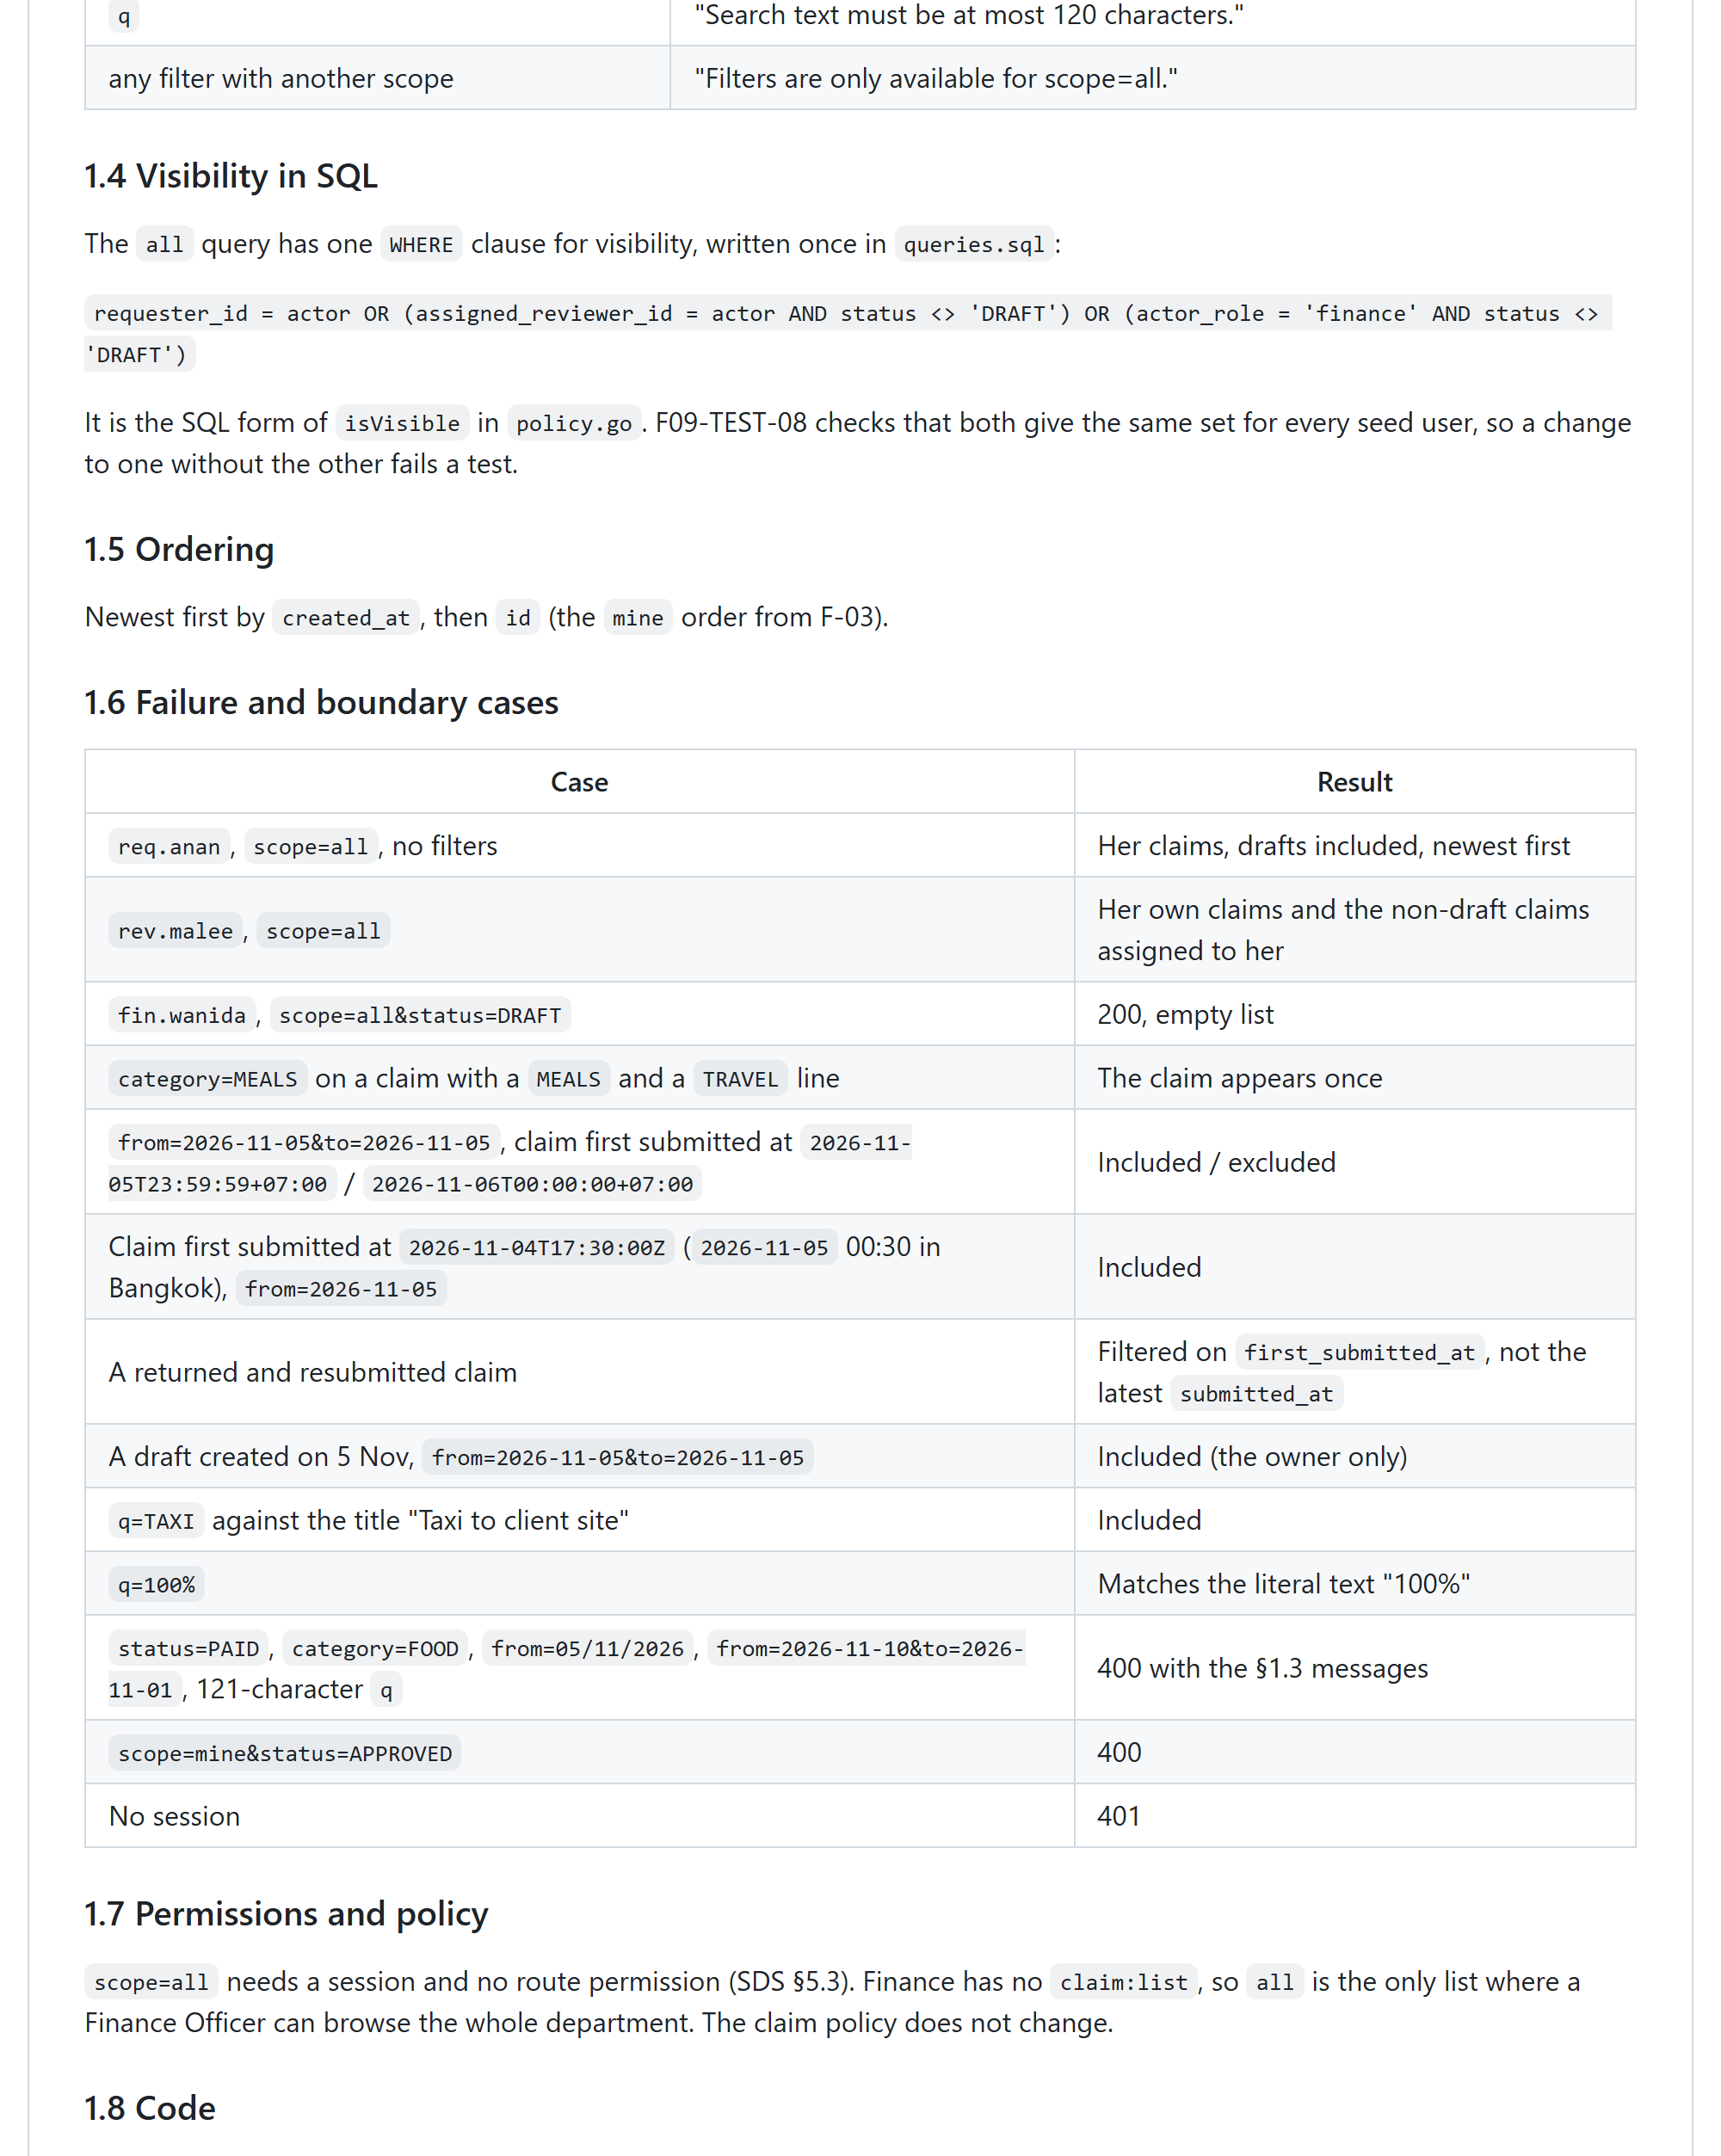 q
"Search text must be at most 120 characters."
any filter with another scope
"Filters are only available for scope=all."
1.4 Visibility in SQL
The all query has one WHERE clause for visibility, written once in queries.sql:
requester_id = actor OR (assigned_reviewer_id = actor AND status <> 'DRAFT') OR (actor_role = 'finance' AND status <>
'DRAFT')
It is the SQL form of isVisible in policy.go. F09-TEST-08 checks that both give the same set for every seed user, so a change
to one without the other fails a test.
1.5 Ordering
Newest first by created_at, then id (the mine order from F-03).
1.6 Failure and boundary cases
Case
Result
req.anan, scope=all, no filters
Her claims, drafts included, newest first
rev.malee, scope=all
Her own claims and the non-draft claims
assigned to her
fin.wanida, scope=all&status=DRAFT
200, empty list
category=MEALS on a claim with a MEALS and a TRAVEL line
The claim appears once
from=2026-11-05&to=2026-11-05, claim first submitted at 2026-11-
05T23:59:59+07:00 / 2026-11-06T00:00:00+07:00
Included / excluded
Claim first submitted at 2026-11-04T17:30:00Z (2026-11-05 00:30 in
Bangkok), from=2026-11-05
Included
A returned and resubmitted claim
Filtered on first_submitted_at, not the
latest submitted_at
A draft created on 5 Nov, from=2026-11-05&to=2026-11-05
Included (the owner only)
q=TAXI against the title "Taxi to client site"
Included
q=100%
Matches the literal text "100%"
status=PAID, category=FOOD, from=05/11/2026, from=2026-11-10&to=2026-
11-01, 121-character q
400 with the §1.3 messages
scope=mine&status=APPROVED
400
No session
401
1.7 Permissions and policy
scope=all needs a session and no route permission (SDS §5.3). Finance has no claim:list, so all is the only list where a
Finance Officer can browse the whole department. The claim policy does not change.
1.8 Code